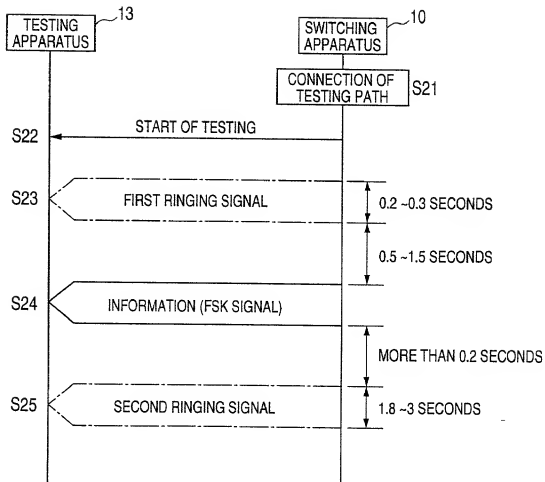 TESTING
APPARATUS
13
SWITCHING
APPARATUS
10
CONNECTION OF
TESTING PATH
S21
START OF TESTING
S22
S23
FIRST RINGING SIGNAL
0.2 ~0.3 SECONDS
0.5 ~1.5 SECONDS
S24
INFORMATION (FSK SIGNAL)
MORE THAN 0.2 SECONDS
S25
SECOND RINGING SIGNAL
1.8 ~3 SECONDS